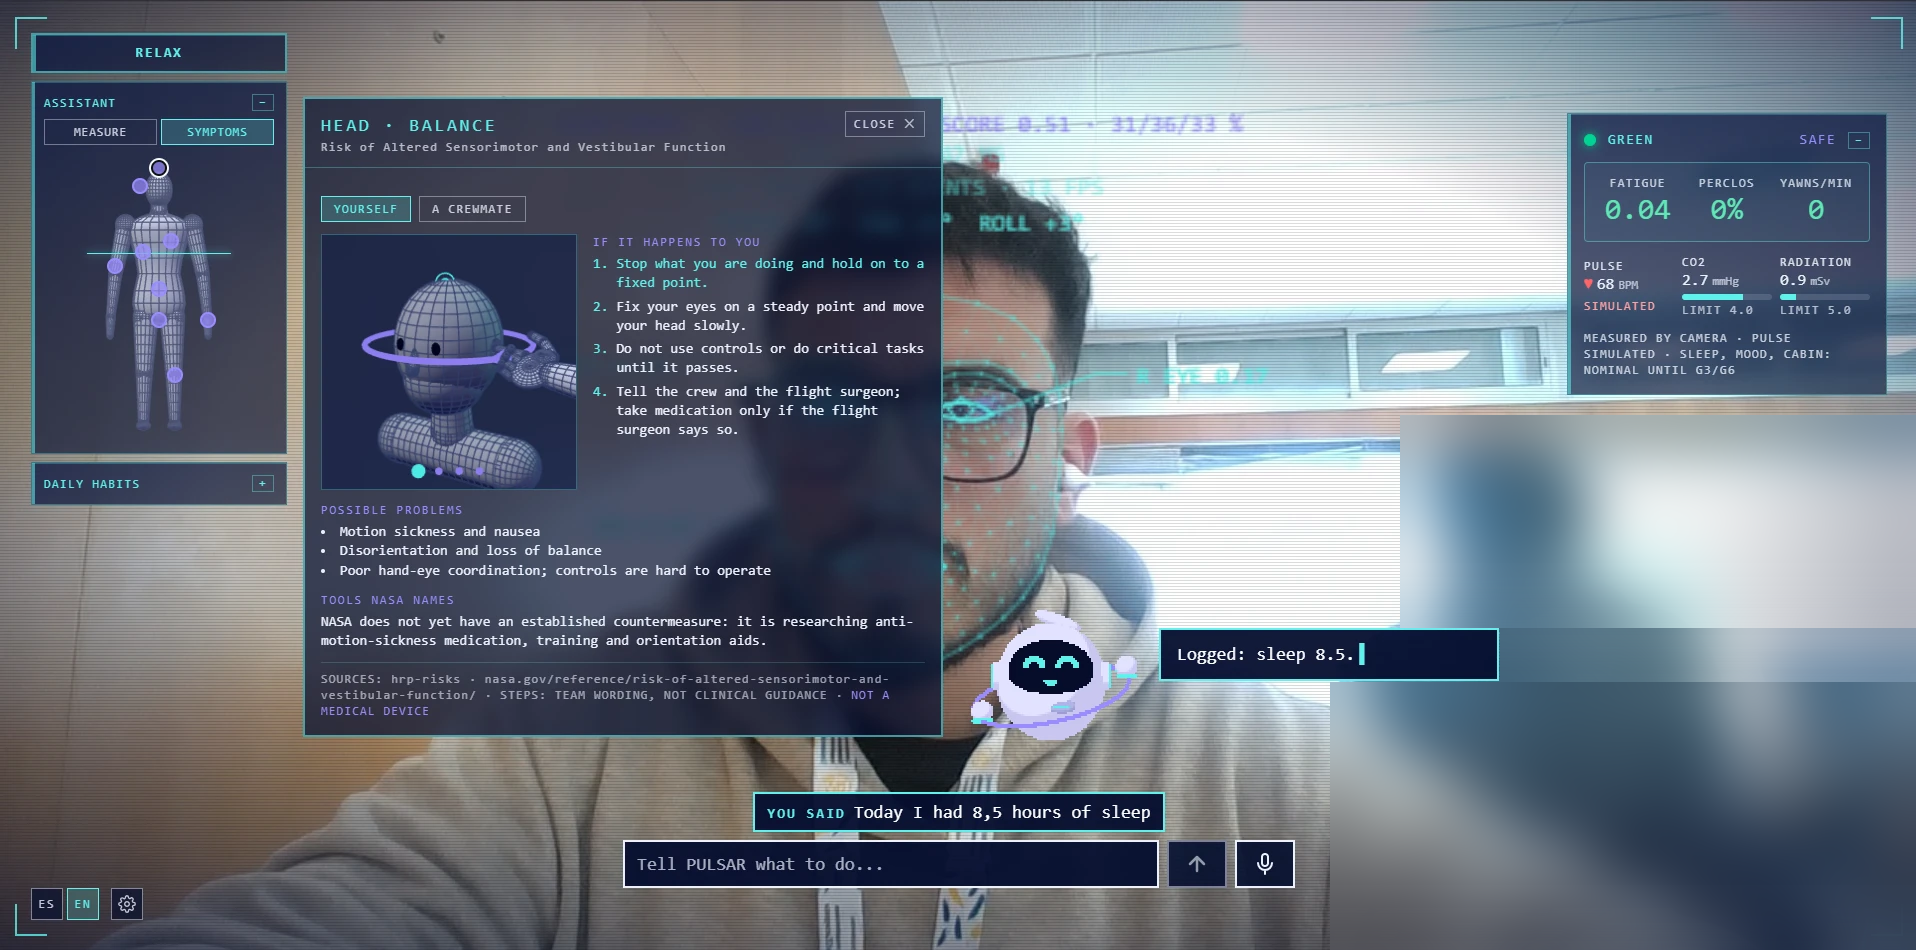 RELAX
ASSISTANT
MEASURE
SYMPTOMS
DAILY HABITS
HEAD · BALANCE
CLOSE
Risk of Altered Sensorimotor and Vestibular Function
YOURSELF
A CREWMATE
IF IT HAPPENS TO YOU
1. Stop what you are doing and hold on to a
fixed point.
2. Fix your eyes on a steady point and move
your head slowly.
3. Do not use controls or do critical tasks
until it passes.
4. Tell the crew and the flight surgeon;
take medication only if the flight
surgeon says so.
POSSIBLE PROBLEMS
• Motion sickness and nausea
• Disorientation and loss of balance
• Poor hand-eye coordination; controls are hard to operate
TOOLS NASA NAMES
NASA does not yet have an established countermeasure: it is researching anti-
motion-sickness medication, training and orientation aids.
SOURCES: hrp-risks · nasa.gov/reference/risk-of-altered-sensorimotor-and-
vestibular-function/ · STEPS: TEAM WORDING, NOT CLINICAL GUIDANCE · NOT A
MEDICAL DEVICE
SCORE 0.51 · 31/36/33 %
FPS
ROLL +3°
R EYE
GREEN
SAFE
FATIGUE PERCLOS YAWNS/MIN
0.04 0% 0
PULSE CO2 RADIATION
68 BPM 2.7 mmHg 0.9 mSv
SIMULATED LIMIT 4.0 LIMIT 5.0
MEASURED BY CAMERA · PULSE
SIMULATED · SLEEP, MOOD, CABIN:
NOMINAL UNTIL G3/G6
Logged: sleep 8.5.
YOU SAID Today I had 8,5 hours of sleep
Tell PULSAR what to do...
ES
EN